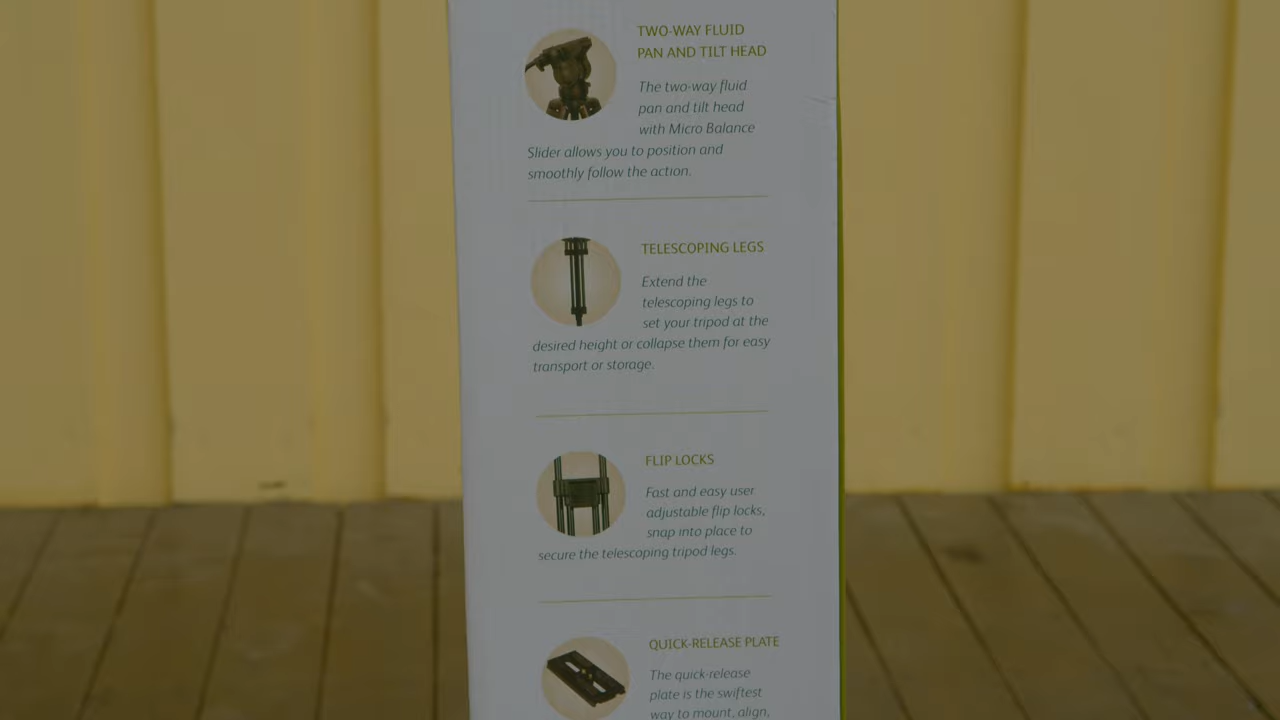 TWO-WAY FLUID
PAN AND TILT HEAD
The two-way fluid
pan and tilt head
with Micro Balance
Slider allows you to position and
smoothly follow the action.
TELESCOPING LEGS
Extend the
telescoping legs to
set your tripod at the
desired height or collapse them for easy
transport or storage.
FLIP LOCKS
Fast and easy user
adjustable flip locks,
snap into place to
secure the telescoping tripod legs.
QUICK-RELEASE PLATE
The quick-release
plate is the swiftest
way to mount, align,